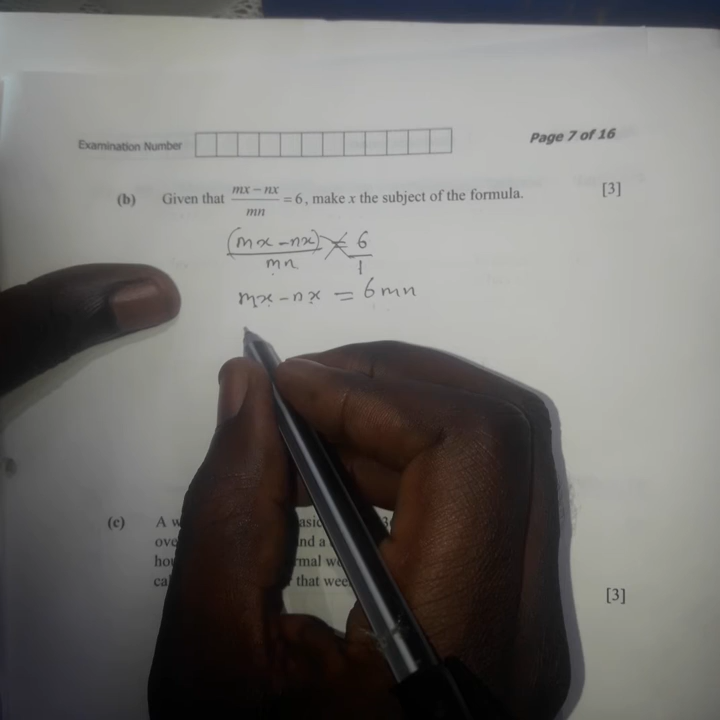 Examination Number
Page 7 of 16
(b) Given that (mx − nx)/mn = 6, make x the subject of the formula. [3]
(mx − nx)/mn = 6/1
mx − nx = 6mn
(c) A
that
[3]